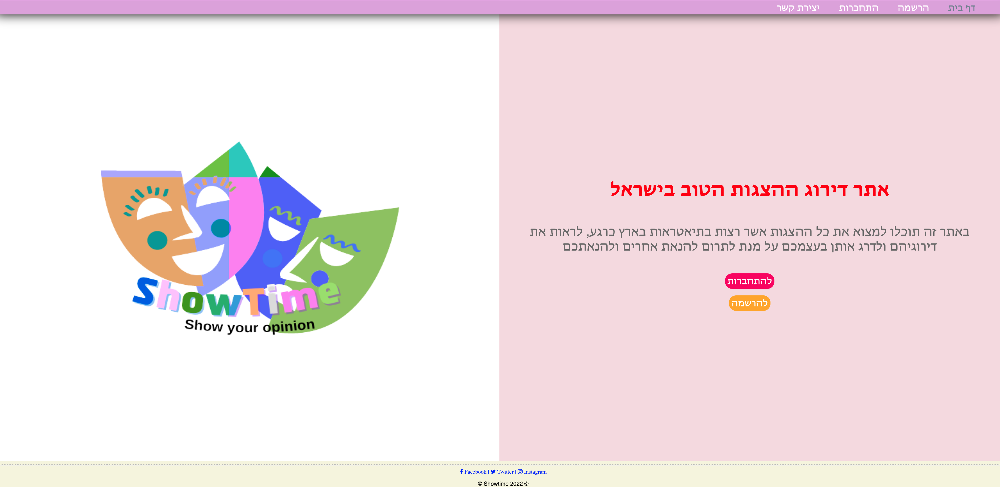 דף בית הרשמה התחברות יצירת קשר
אתר דירוג ההצגות הטוב בישראל
באתר זה תוכלו למצוא את כל ההצגות אשר רצות בתיאטראות בארץ כרגע, לראות את
דירוגיהם ולדרג אותן בעצמכם על מנת לתרום להנאת אחרים ולהנאתכם
להתחברות
להרשמה
ShowTime
Show your opinion
Facebook | Twitter | Instagram
© Showtime 2022 ©